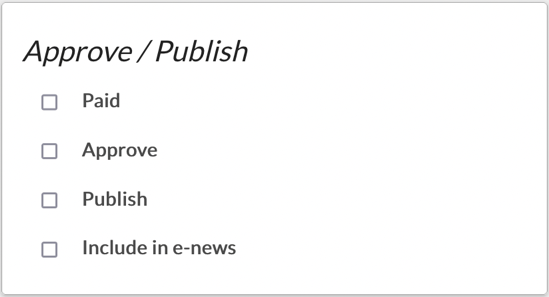 Approve / Publish
Paid
Approve
Publish
Include in e-news